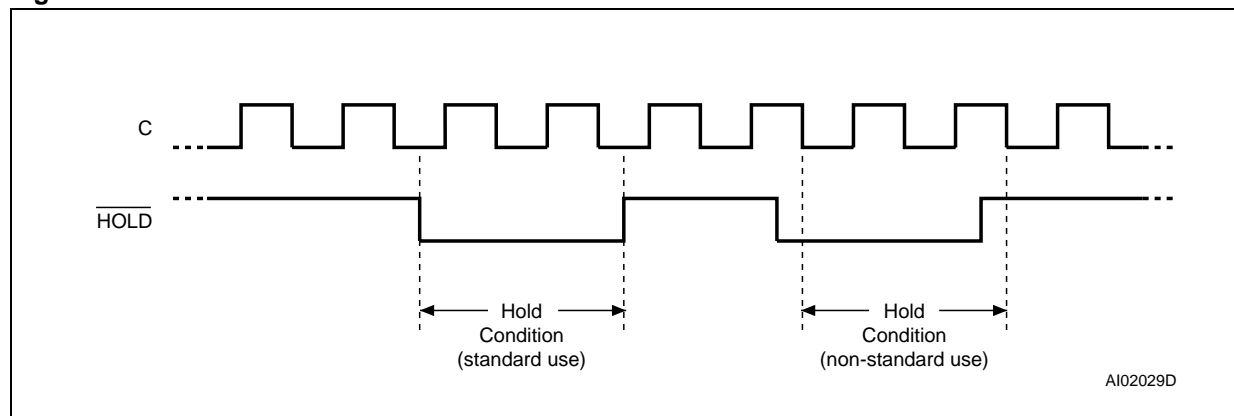 C
HOLD
Hold
Condition
(standard use)
Hold
Condition
(non-standard use)
AI02029D